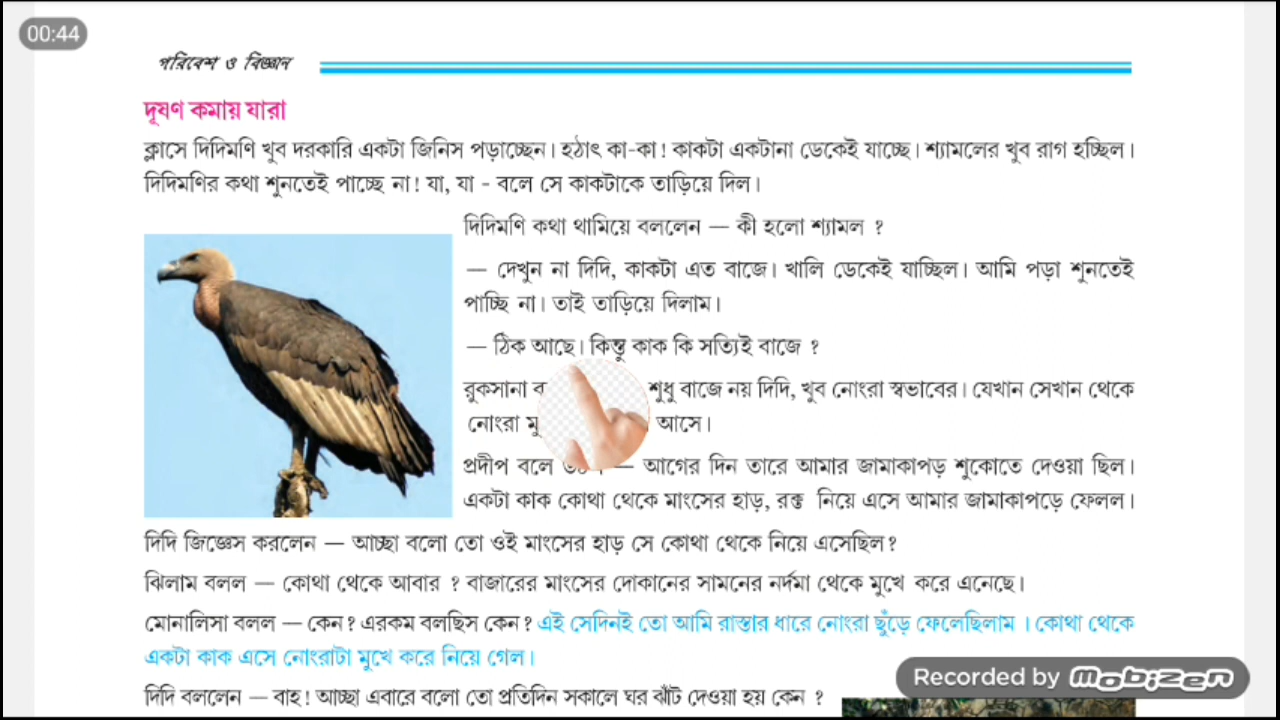 00:44
পরিবেশ ও বিজ্ঞান
দূষণ কমায় যারা
ক্লাসে দিদিমণি খুব দরকারি একটা জিনিস পড়াচ্ছেন। হঠাৎ কা-কা! কাকটা একটানা ডেকেই যাচ্ছে। শ্যামলের খুব রাগ হচ্ছিল।
দিদিমণির কথা শুনতেই পাচ্ছে না! যা, যা - বলে সে কাকটাকে তাড়িয়ে দিল।
দিদিমণি কথা থামিয়ে বললেন — কী হলো শ্যামল ?
— দেখুন না দিদি, কাকটা এত বাজে। খালি ডেকেই যাচ্ছিল। আমি পড়া শুনতেই
পাচ্ছি না। তাই তাড়িয়ে দিলাম।
— ঠিক আছে। কিন্তু কাক কি সত্যিই বাজে ?
রুকসানা শুধু বাজে নয় দিদি, খুব নোংরা স্বভাবের। যেখান সেখান থেকে
নোংরা আসে।
প্রদীপ বলে — আগের দিন তারে আমার জামাকাপড় শুকোতে দেওয়া ছিল।
একটা কাক কোথা থেকে মাংসের হাড়, রক্ত নিয়ে এসে আমার জামাকাপড়ে ফেলল।
দিদি জিজ্ঞেস করলেন — আচ্ছা বলো তো ওই মাংসের হাড় সে কোথা থেকে নিয়ে এসেছিল?
ঝিলাম বলল — কোথা থেকে আবার ? বাজারের মাংসের দোকানের সামনের নর্দমা থেকে মুখে করে এনেছে।
মোনালিসা বলল — কেন? এরকম বলছিস কেন? এই সেদিনই তো আমি রাস্তার ধারে নোংরা ছুঁড়ে ফেলেছিলাম । কোথা থেকে
একটা কাক এসে নোংরাটা মুখে করে নিয়ে গেল।
Recorded by mobizen
দিদি বললেন — বাহ! আচ্ছা এবারে বলো তো প্রতিদিন সকালে ঘর ঝাঁট দেওয়া হয় কেন ?